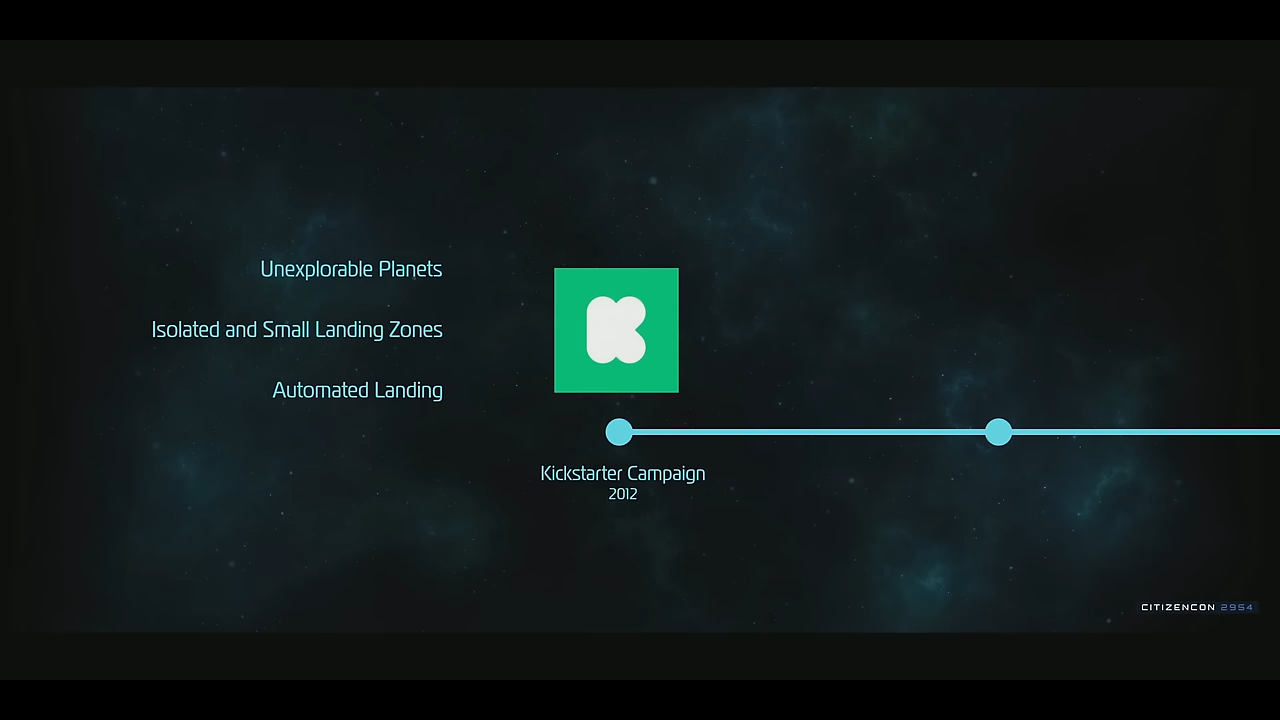 Unexplorable Planets
Isolated and Small Landing Zones
Automated Landing
K
Kickstarter Campaign
2012
CITIZENCON 2954